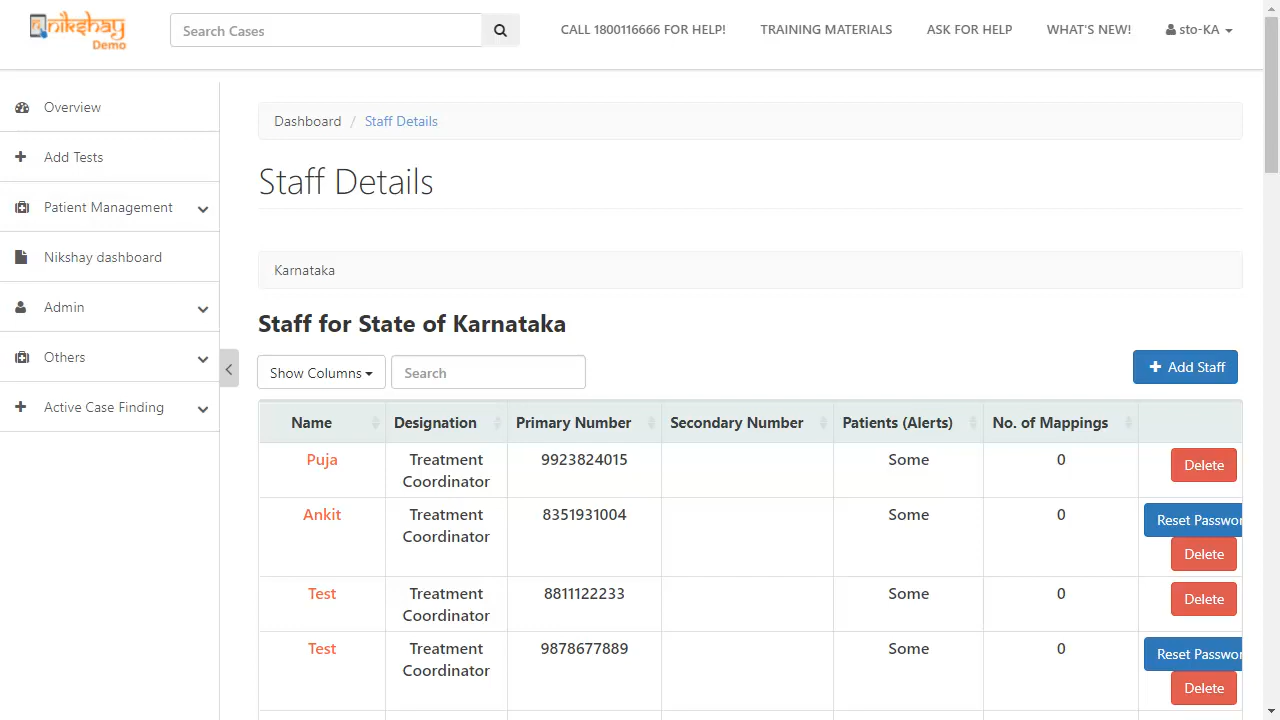 nikshay
Demo
Search Cases
CALL 1800116666 FOR HELP!
TRAINING MATERIALS
ASK FOR HELP
WHAT'S NEW!
sto-KA
Overview
Add Tests
Patient Management
Nikshay dashboard
Admin
Others
Active Case Finding
Dashboard / Staff Details
Staff Details
Karnataka
Staff for State of Karnataka
Show Columns
Search
+ Add Staff
Name Designation Primary Number Secondary Number Patients (Alerts) No. of Mappings
Puja Treatment 9923824015 Some 0 Delete
Coordinator
Ankit Treatment 8351931004 Some 0 Reset Passwor
Coordinator
Delete
Test Treatment 8811122233 Some 0 Delete
Coordinator
Test Treatment 9878677889 Some 0 Reset Passwor
Coordinator
Delete